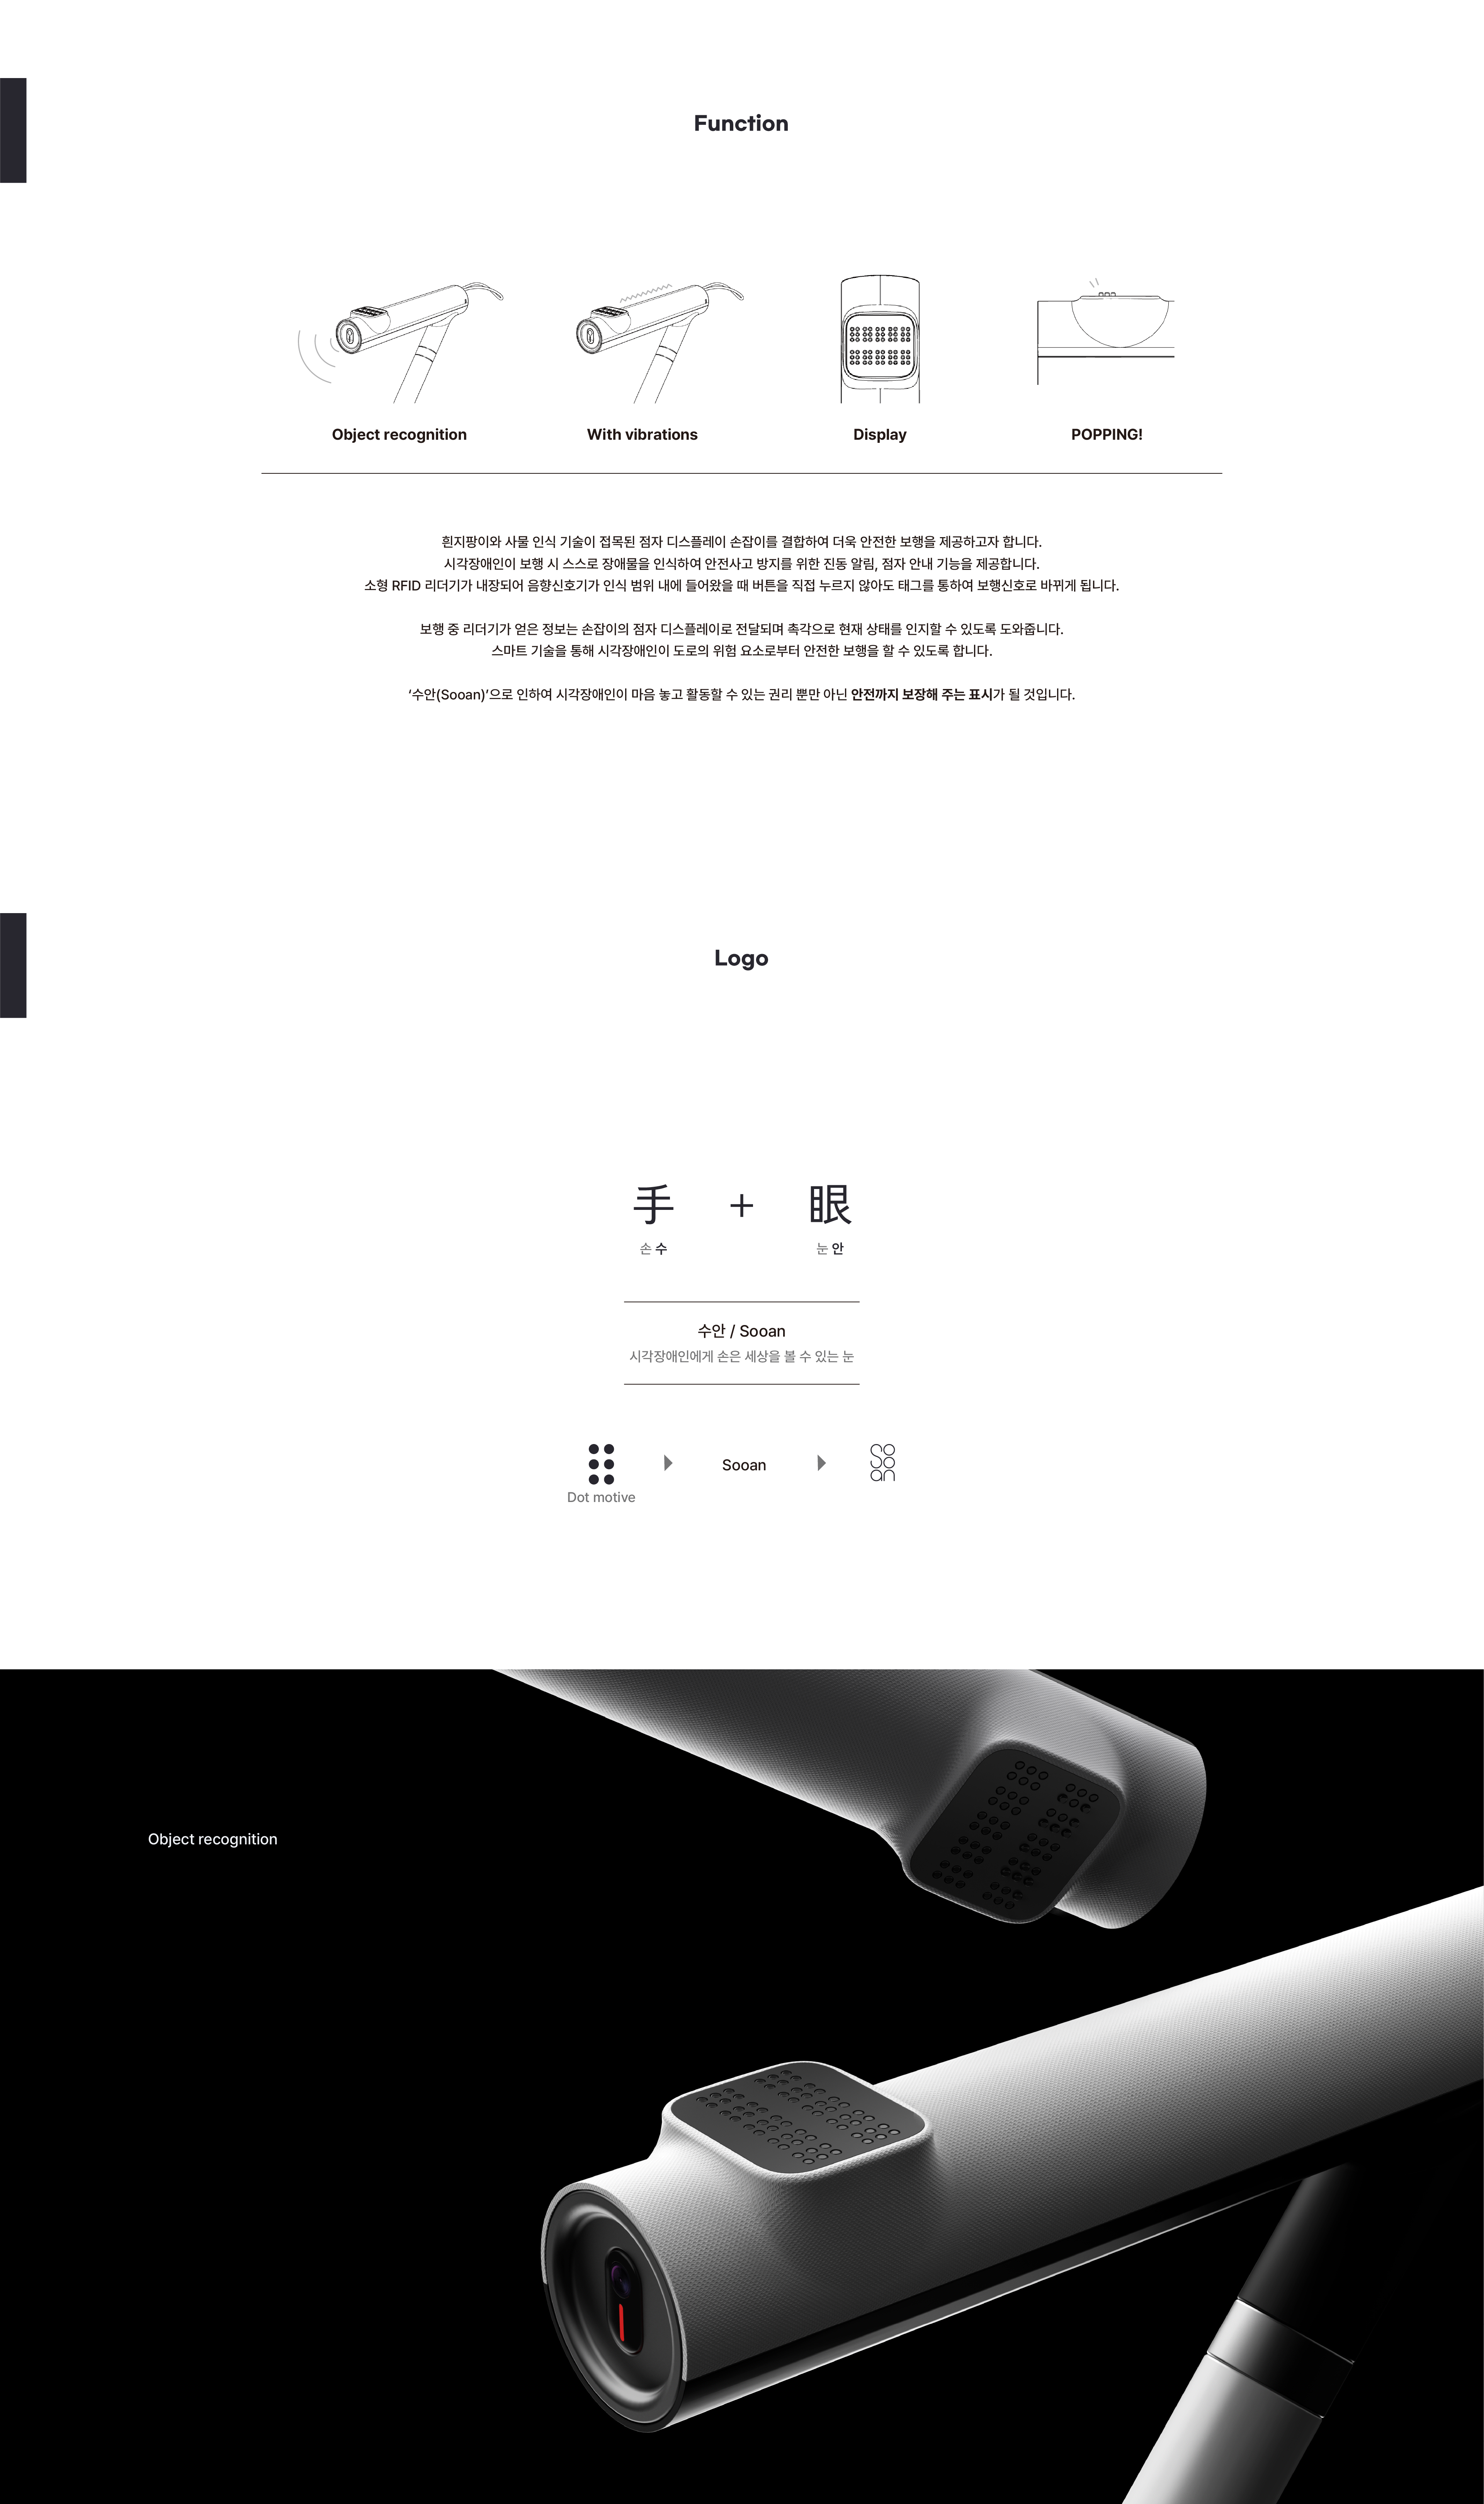 Function
Object recognition
With vibrations
Display
POPPING!
흰지팡이와 사물 인식 기술이 접목된 점자 디스플레이 손잡이를 결합하여 더욱 안전한 보행을 제공하고자 합니다.
시각장애인이 보행 시 스스로 장애물을 인식하여 안전사고 방지를 위한 진동 알림, 점자 안내 기능을 제공합니다.
소형 RFID 리더기가 내장되어 음향신호기가 인식 범위 내에 들어왔을 때 버튼을 직접 누르지 않아도 태그를 통하여 보행신호로 바뀌게 됩니다.
보행 중 리더기가 얻은 정보는 손잡이의 점자 디스플레이로 전달되며 촉각으로 현재 상태를 인지할 수 있도록 도와줍니다.
스마트 기술을 통해 시각장애인이 도로의 위험 요소로부터 안전한 보행을 할 수 있도록 합니다.
‘수안(Sooan)’으로 인하여 시각장애인이 마음 놓고 활동할 수 있는 권리 뿐만 아닌 안전까지 보장해 주는 표시가 될 것입니다.
Logo
手 + 眼
손 수
눈 안
수안 / Sooan
시각장애인에게 손은 세상을 볼 수 있는 눈
Dot motive
Sooan
So
oo
an
Object recognition